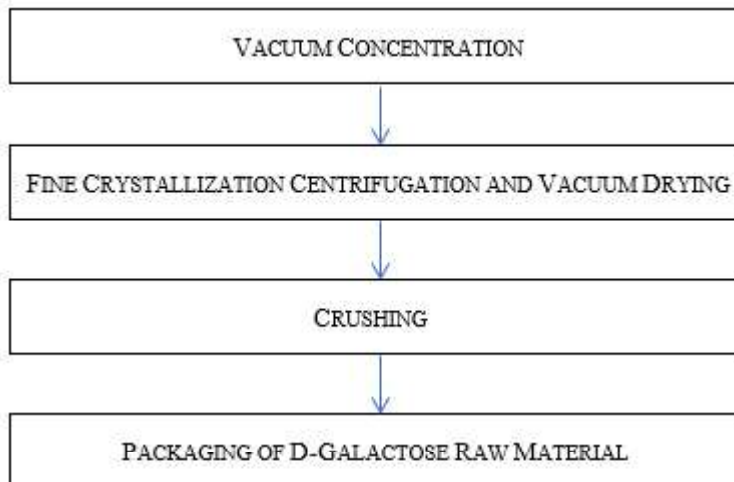 VACUUM CONCENTRATION
FINE CRYSTALLIZATION CENTRIFUGATION AND VACUUM DRYING
CRUSHING
PACKAGING OF D-GALACTOSE RAW MATERIAL